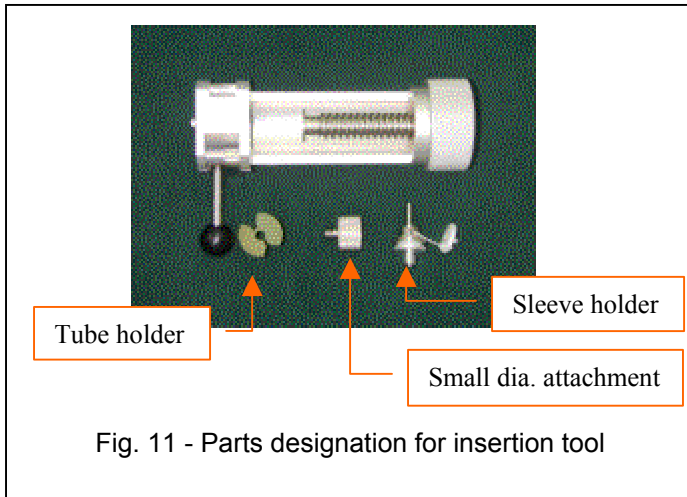 Tube holder
Sleeve holder
Small dia. attachment
Fig. 11 - Parts designation for insertion tool